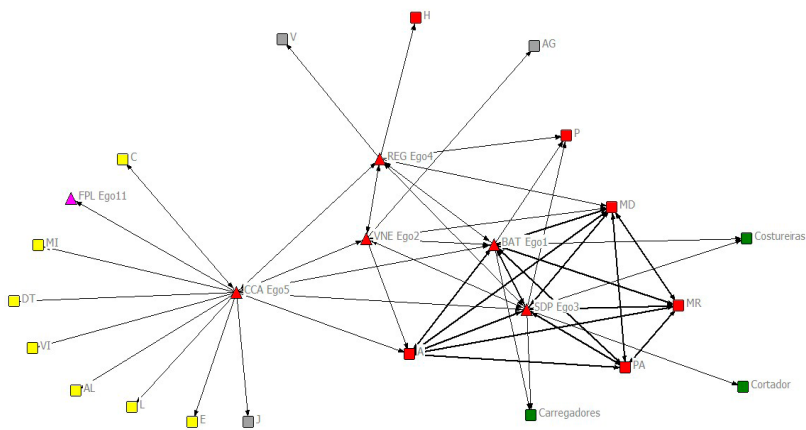 H
V
AG
P
REG Ego4
C
FPL Ego11
MD
VNE Ego2
BAT Ego1
Costureiras
MI
CCA Ego5
DT
SDP Ego3
MR
VI
IA
PA
AL
Cortador
L
Carregadores
E
J